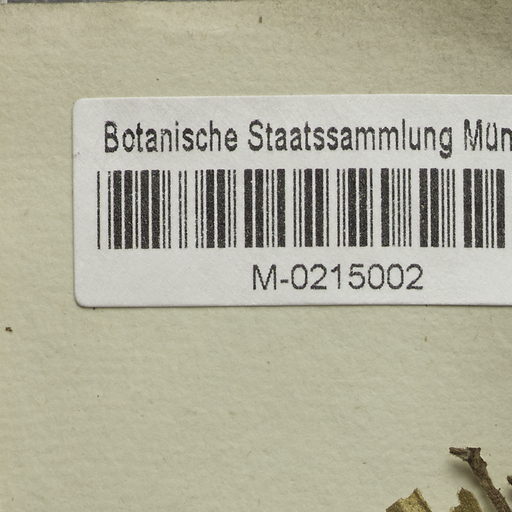 Botanische Staatssammlung Mün
M-0215002